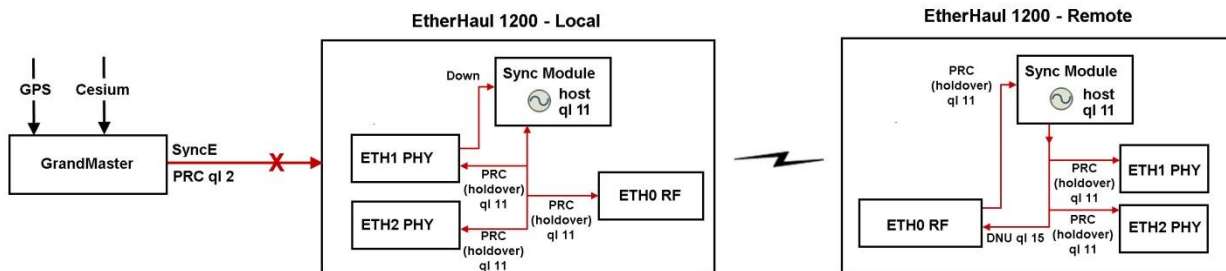 EtherHaul 1200 - Local
EtherHaul 1200 - Remote
GPS
Cesium
GrandMaster
SyncE
PRC ql 2
X
Down
Sync Module
host
ql 11
ETH1 PHY
PRC
(holdover)
ql 11
ETH2 PHY
PRC
(holdover)
ql 11
PRC
(holdover)
ql 11
ETH0 RF
PRC
(holdover)
ql 11
Sync Module
host
ql 11
PRC
(holdover)
ql 11
ETH1 PHY
ETH0 RF
DNU ql 15
PRC
(holdover)
ql 11
ETH2 PHY